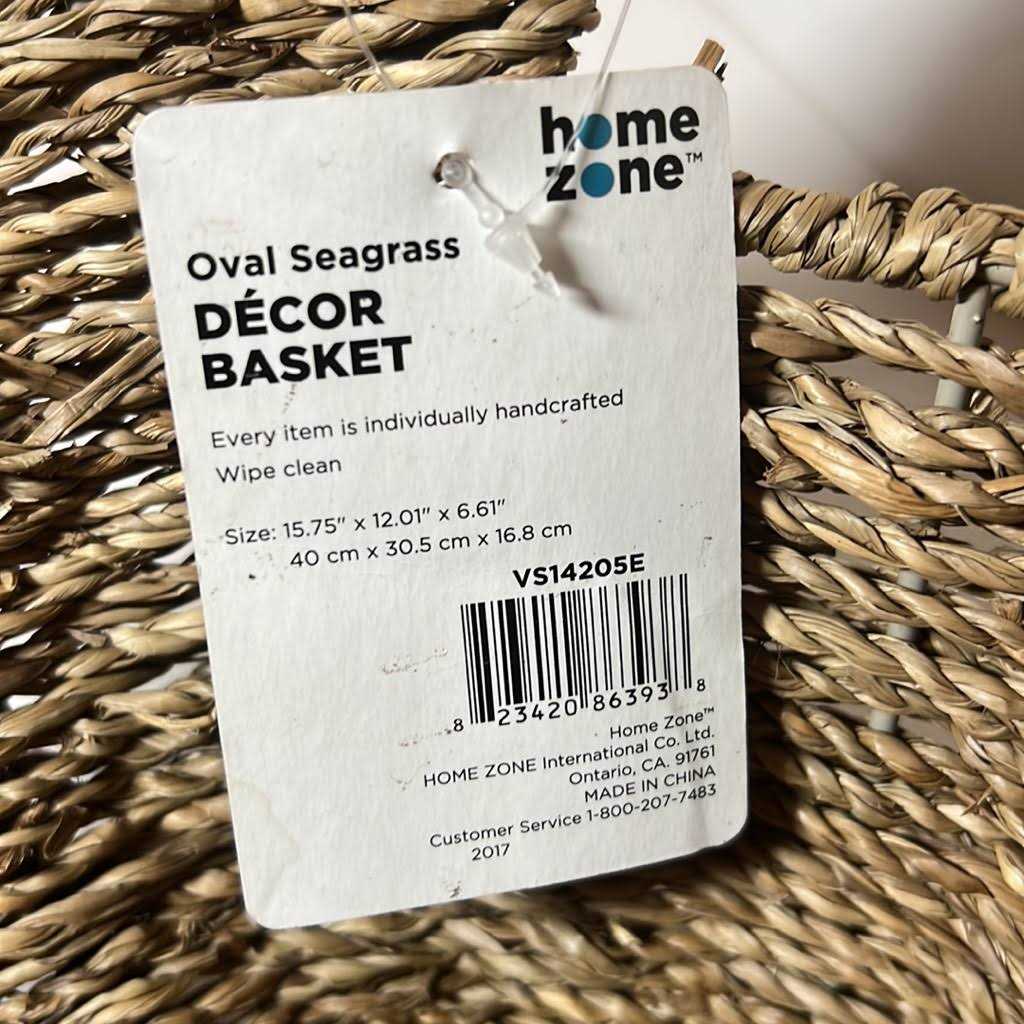 home
zone™
Oval Seagrass
DÉCOR
BASKET
Every item is individually handcrafted
Wipe clean
Size: 15.75" x 12.01" x 6.61"
40 cm x 30.5 cm x 16.8 cm
VS14205E
8 23420 86393 8
Home Zone™
HOME ZONE International Co. Ltd.
Ontario, CA. 91761
MADE IN CHINA
Customer Service 1-800-207-7483
2017